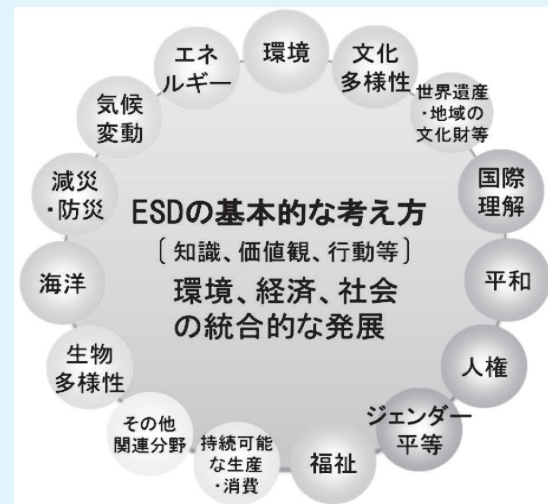 環境
文化
多様性
世界遺産
・地域の
文化財等
国際
理解
平和
人権
ジェンダー
平等
福祉
持続可能
な生産
・消費
その他
関連分野
生物
多様性
海洋
減災
・防災
気候
変動
エネ
ルギー
ESDの基本的な考え方
[知識、価値観、行動等]
環境、経済、社会
の統合的な発展